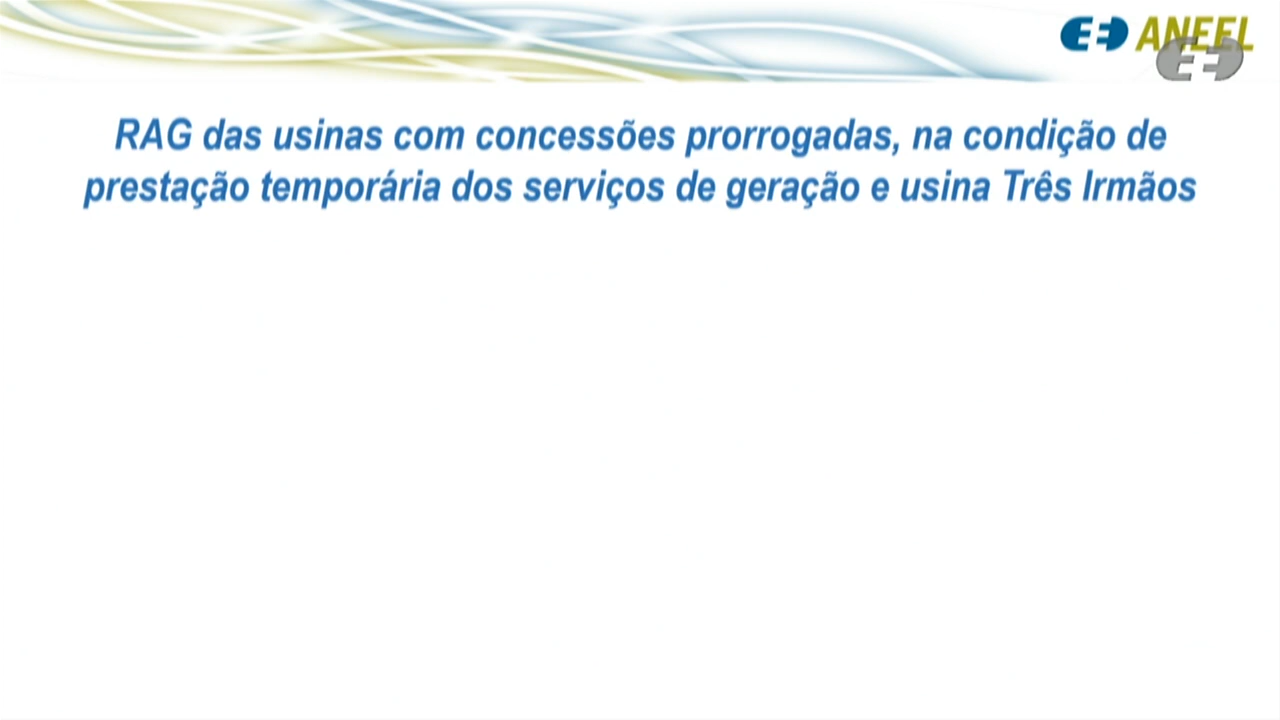 ANEEL
RAG das usinas com concessões prorrogadas, na condição de
prestação temporária dos serviços de geração e usina Três Irmãos